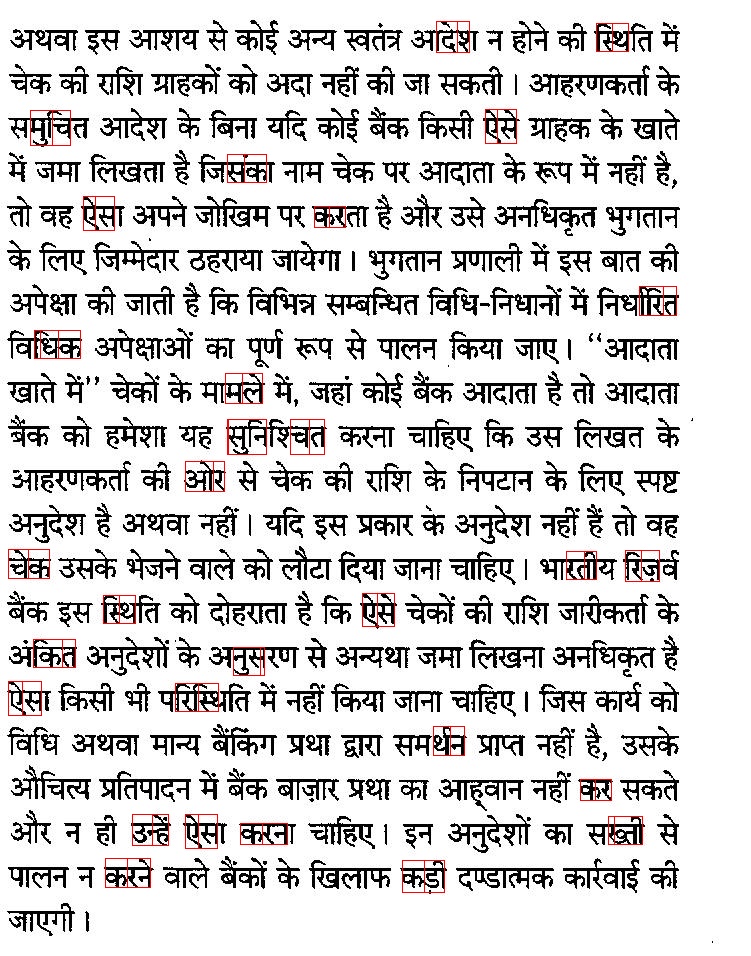 अथवा इस आशय से कोई अन्य स्वतंत्र आदेश न होने की स्थिति में
चेक की राशि ग्राहकों को अदा नहीं की जा सकती । आहरणकर्ता के
समुचित आदेश के बिना यदि कोई बैंक किसी ऐसे ग्राहक के खाते
में जमा लिखता है जिसका नाम चेक पर आदाता के रूप में नहीं है,
तो वह ऐसा अपने जोखिम पर करता है और उसे अनधिकृत भुगतान
के लिए जिम्मेदार ठहराया जायेगा । भुगतान प्रणाली में इस बात की
अपेक्षा की जाती है कि विभिन्न सम्बन्धित विधि-निधानों में निर्धारित
विधिक अपेक्षाओं का पूर्ण रूप से पालन किया जाए । “आदाता
खाते में” चेकों के मामले में, जहां कोई बैंक आदाता है तो आदाता
बैंक को हमेशा यह सुनिश्चित करना चाहिए कि उस लिखत के
आहरणकर्ता की ओर से चेक की राशि के निपटान के लिए स्पष्ट
अनुदेश है अथवा नहीं । यदि इस प्रकार के अनुदेश नहीं हैं तो वह
चेक उसके भेजने वाले को लौटा दिया जाना चाहिए । भारतीय रिज़र्व
बैंक इस स्थिति को दोहराता है कि ऐसे चेकों की राशि जारीकर्ता के
अंकित अनुदेशों के अनुसरण से अन्यथा जमा लिखना अनधिकृत है
ऐसा किसी भी परिस्थिति में नहीं किया जाना चाहिए । जिस कार्य को
विधि अथवा मान्य बैंकिंग प्रथा द्वारा समर्थन प्राप्त नहीं है, उसके
औचित्य प्रतिपादन में बैंक बाज़ार प्रथा का आह्वान नहीं कर सकते
और न ही उन्हें ऐसा करना चाहिए । इन अनुदेशों का सख्ती से
पालन न करने वाले बैंकों के खिलाफ कड़ी दण्डात्मक कार्रवाई की
जाएगी ।